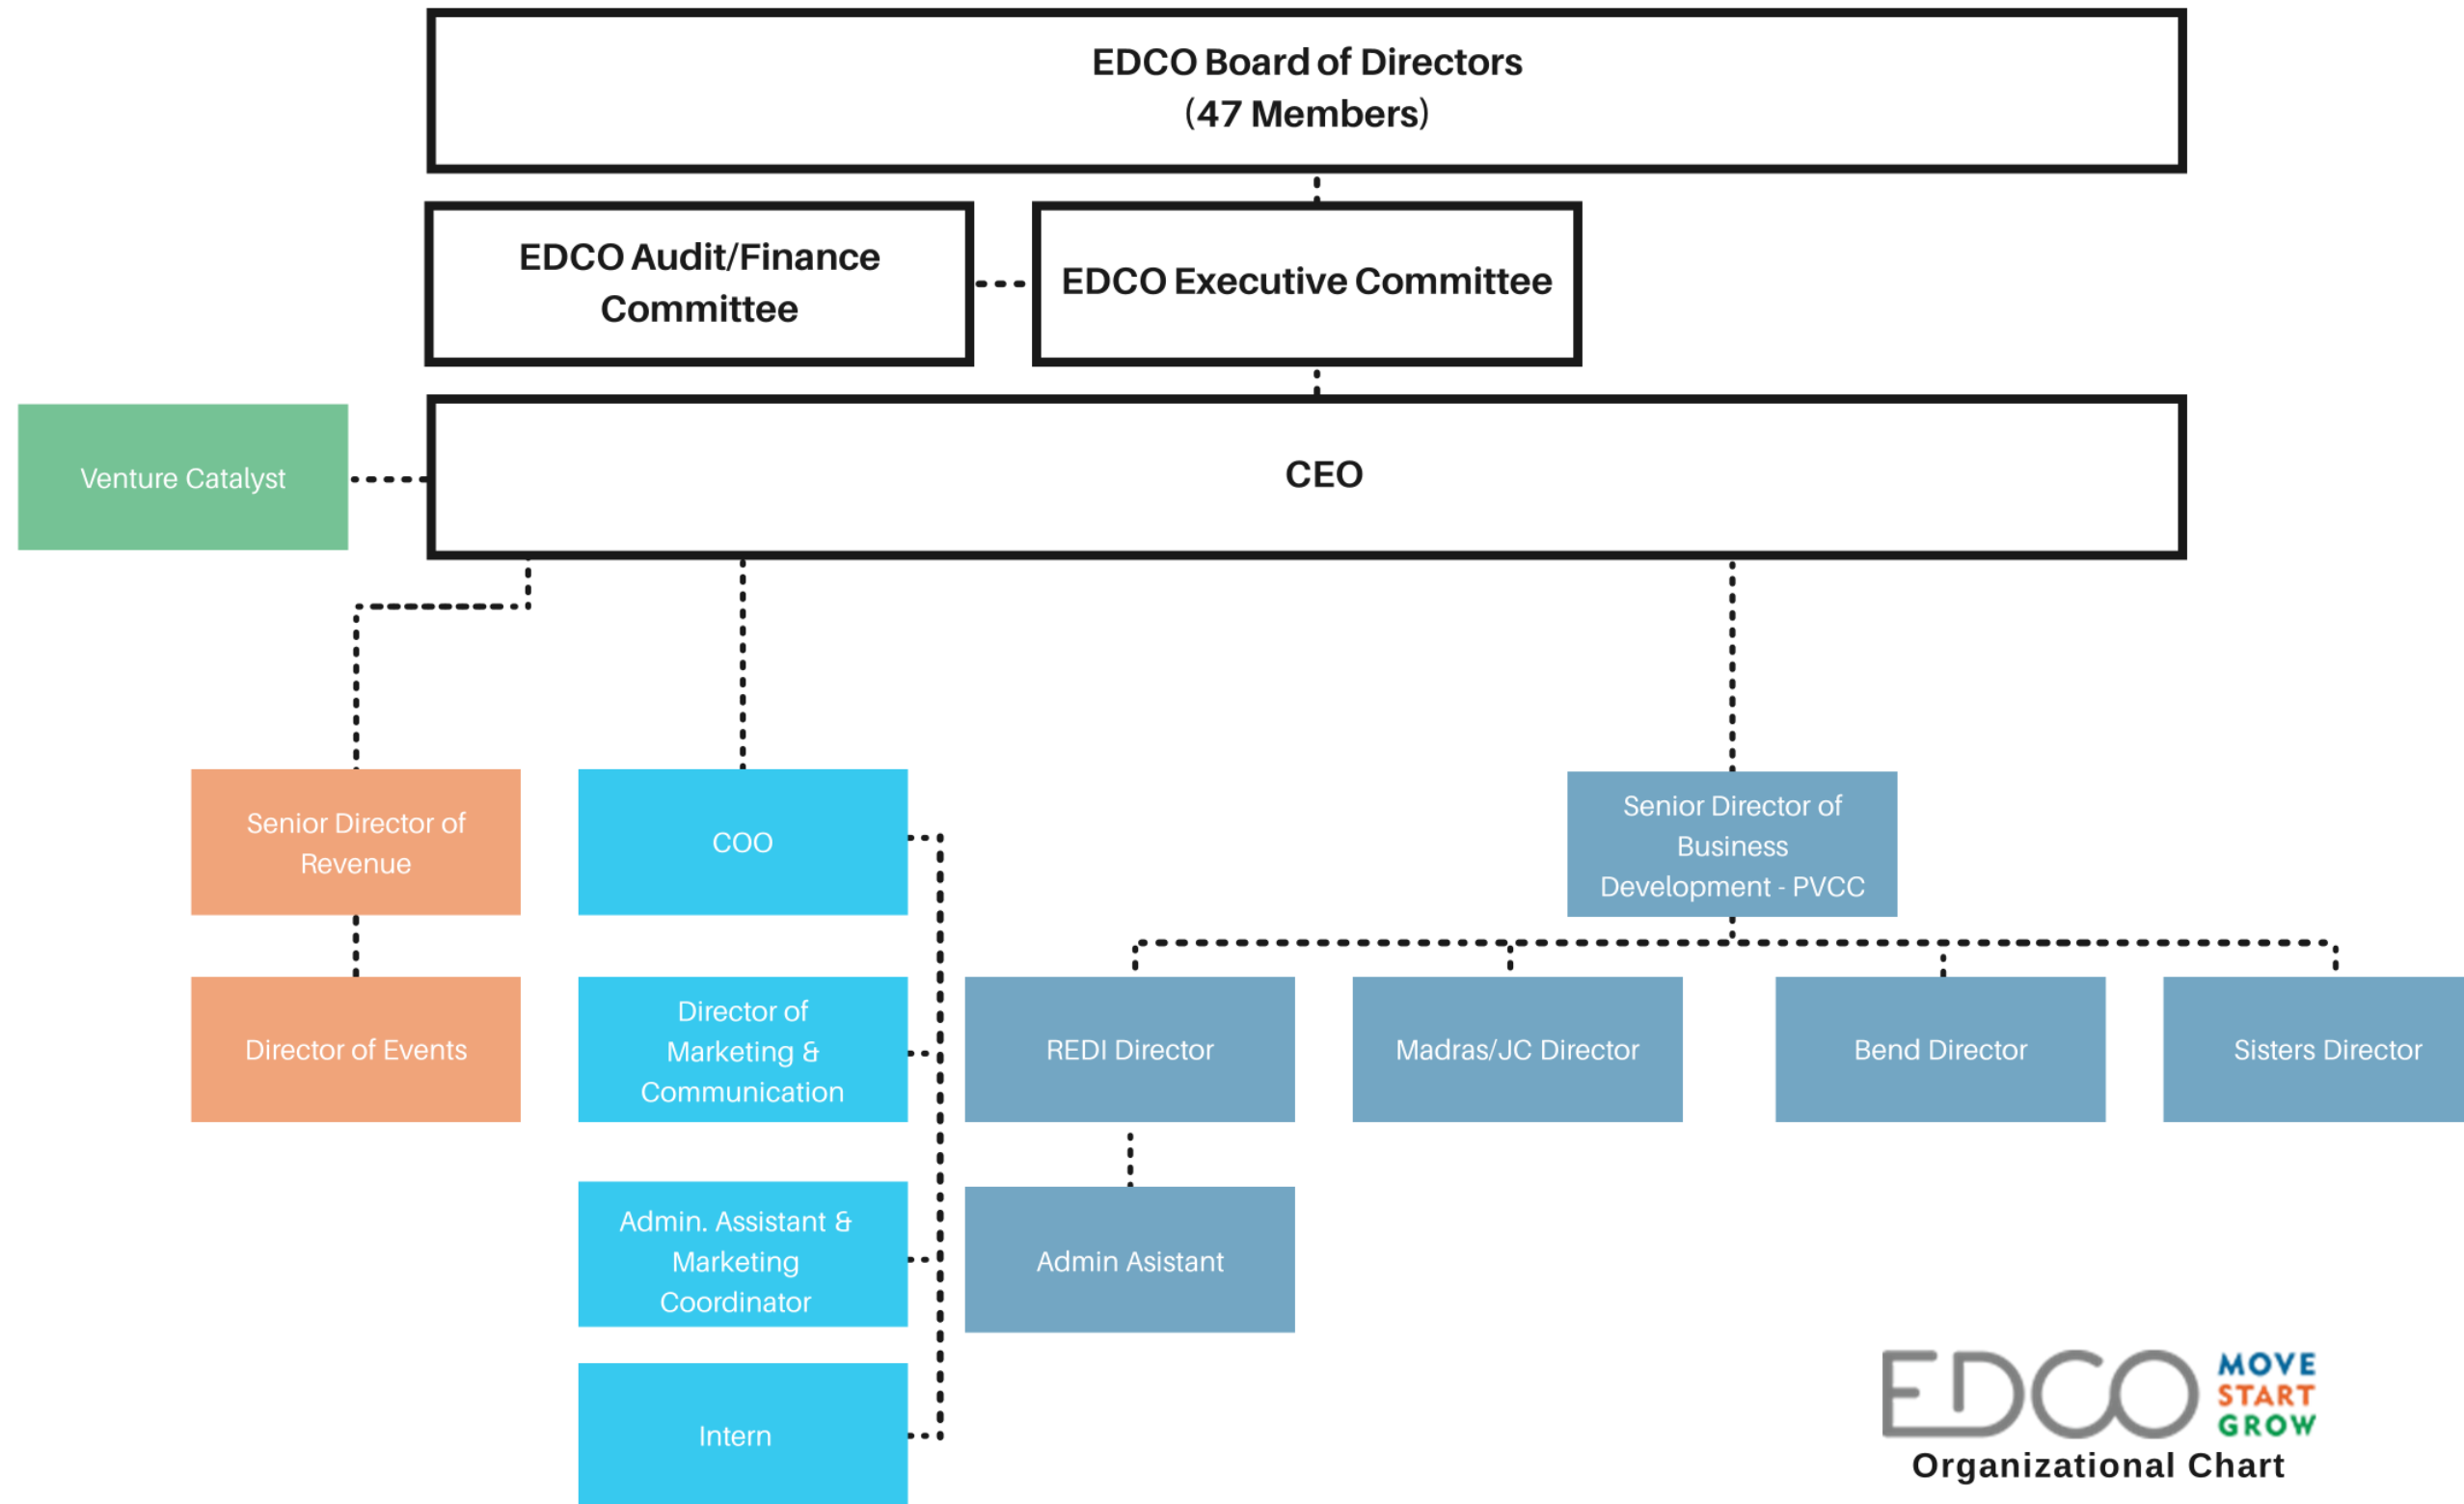 EDCO Board of Directors
(47 Members)
EDCO Audit/Finance
Committee
EDCO Executive Committee
Venture Catalyst
CEO
Senior Director of
Revenue
COO
Senior Director of
Business
Development - PVCC
Director of Events
Director of
Marketing &
Communication
REDI Director
Madras/JC Director
Bend Director
Sisters Director
Admin. Assistant &
Marketing
Coordinator
Admin Asistant
Intern
EDCO
MOVE
START
GROW
Organizational Chart